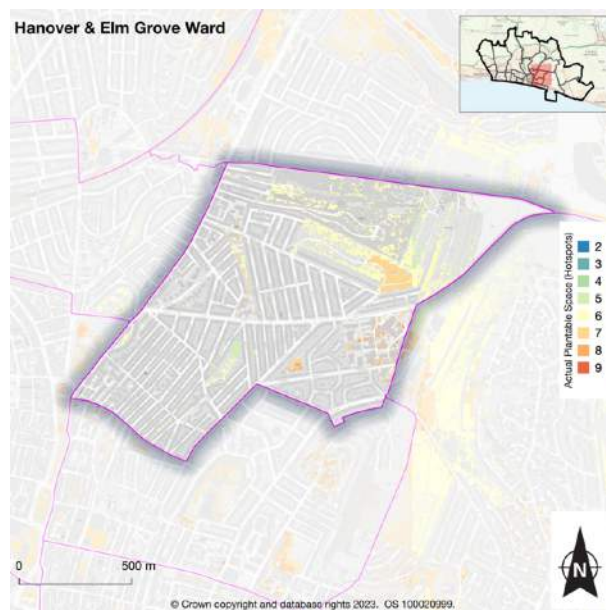 Hanover & Elm Grove Ward
Actual Plantable Space (Hotspots)
2
3
4
5
6
7
8
9
0 500 m
N
© Crown copyright and database rights 2023. OS 100020999.